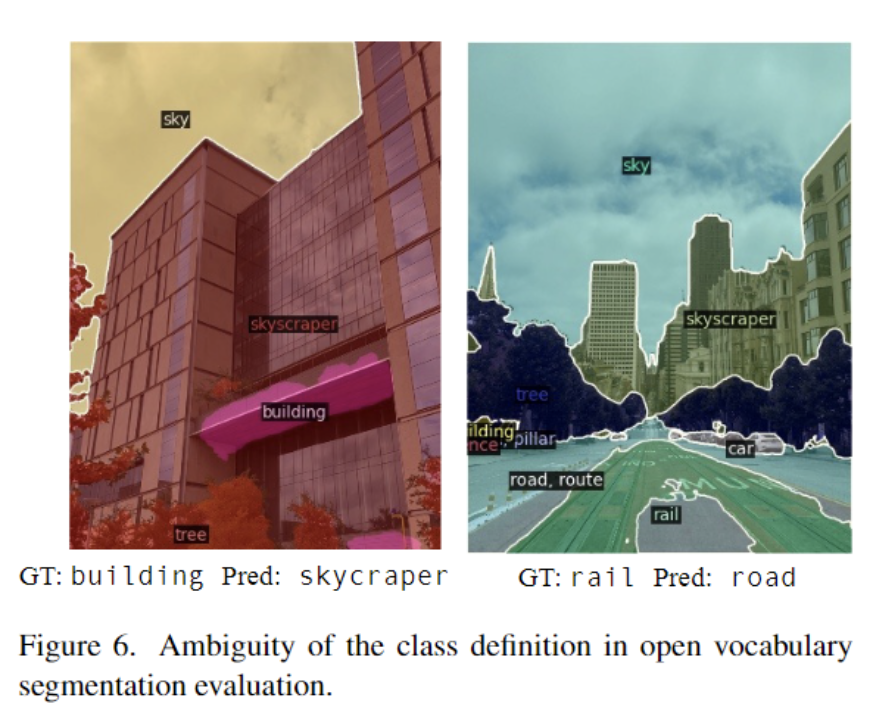 sky
skyscraper
building
tree
sky
skyscraper
tree
ilding
nce, pillar
car
road, route
rail
GT: building Pred: skycraper
GT: rail Pred: road
Figure 6. Ambiguity of the class definition in open vocabulary
segmentation evaluation.